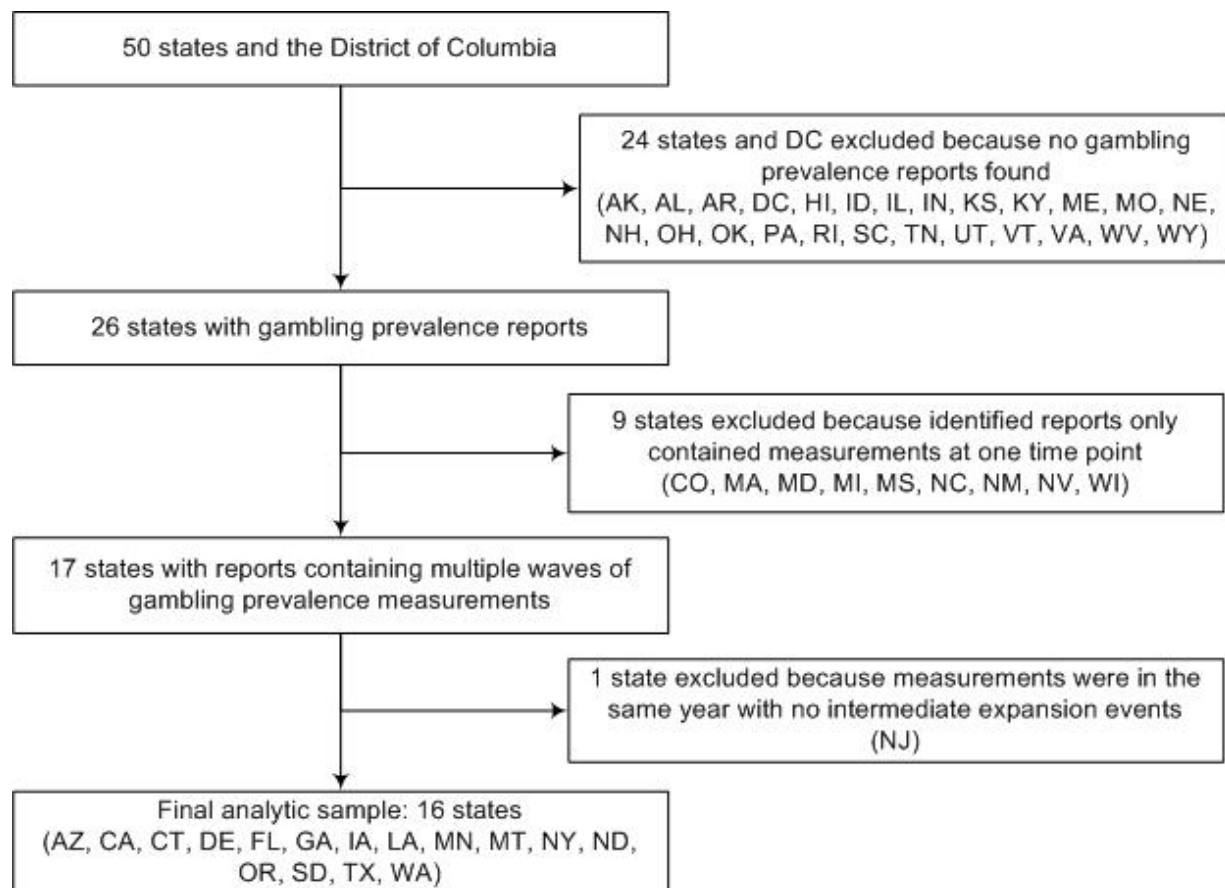 50 states and the District of Columbia
24 states and DC excluded because no gambling
prevalence reports found
(AK, AL, AR, DC, HI, ID, IL, IN, KS, KY, ME, MO, NE,
NH, OH, OK, PA, RI, SC, TN, UT, VT, VA, WV, WY)
26 states with gambling prevalence reports
9 states excluded because identified reports only
contained measurements at one time point
(CO, MA, MD, MI, MS, NC, NM, NV, WI)
17 states with reports containing multiple waves of
gambling prevalence measurements
1 state excluded because measurements were in the
same year with no intermediate expansion events
(NJ)
Final analytic sample: 16 states
(AZ, CA, CT, DE, FL, GA, IA, LA, MN, MT, NY, ND,
OR, SD, TX, WA)